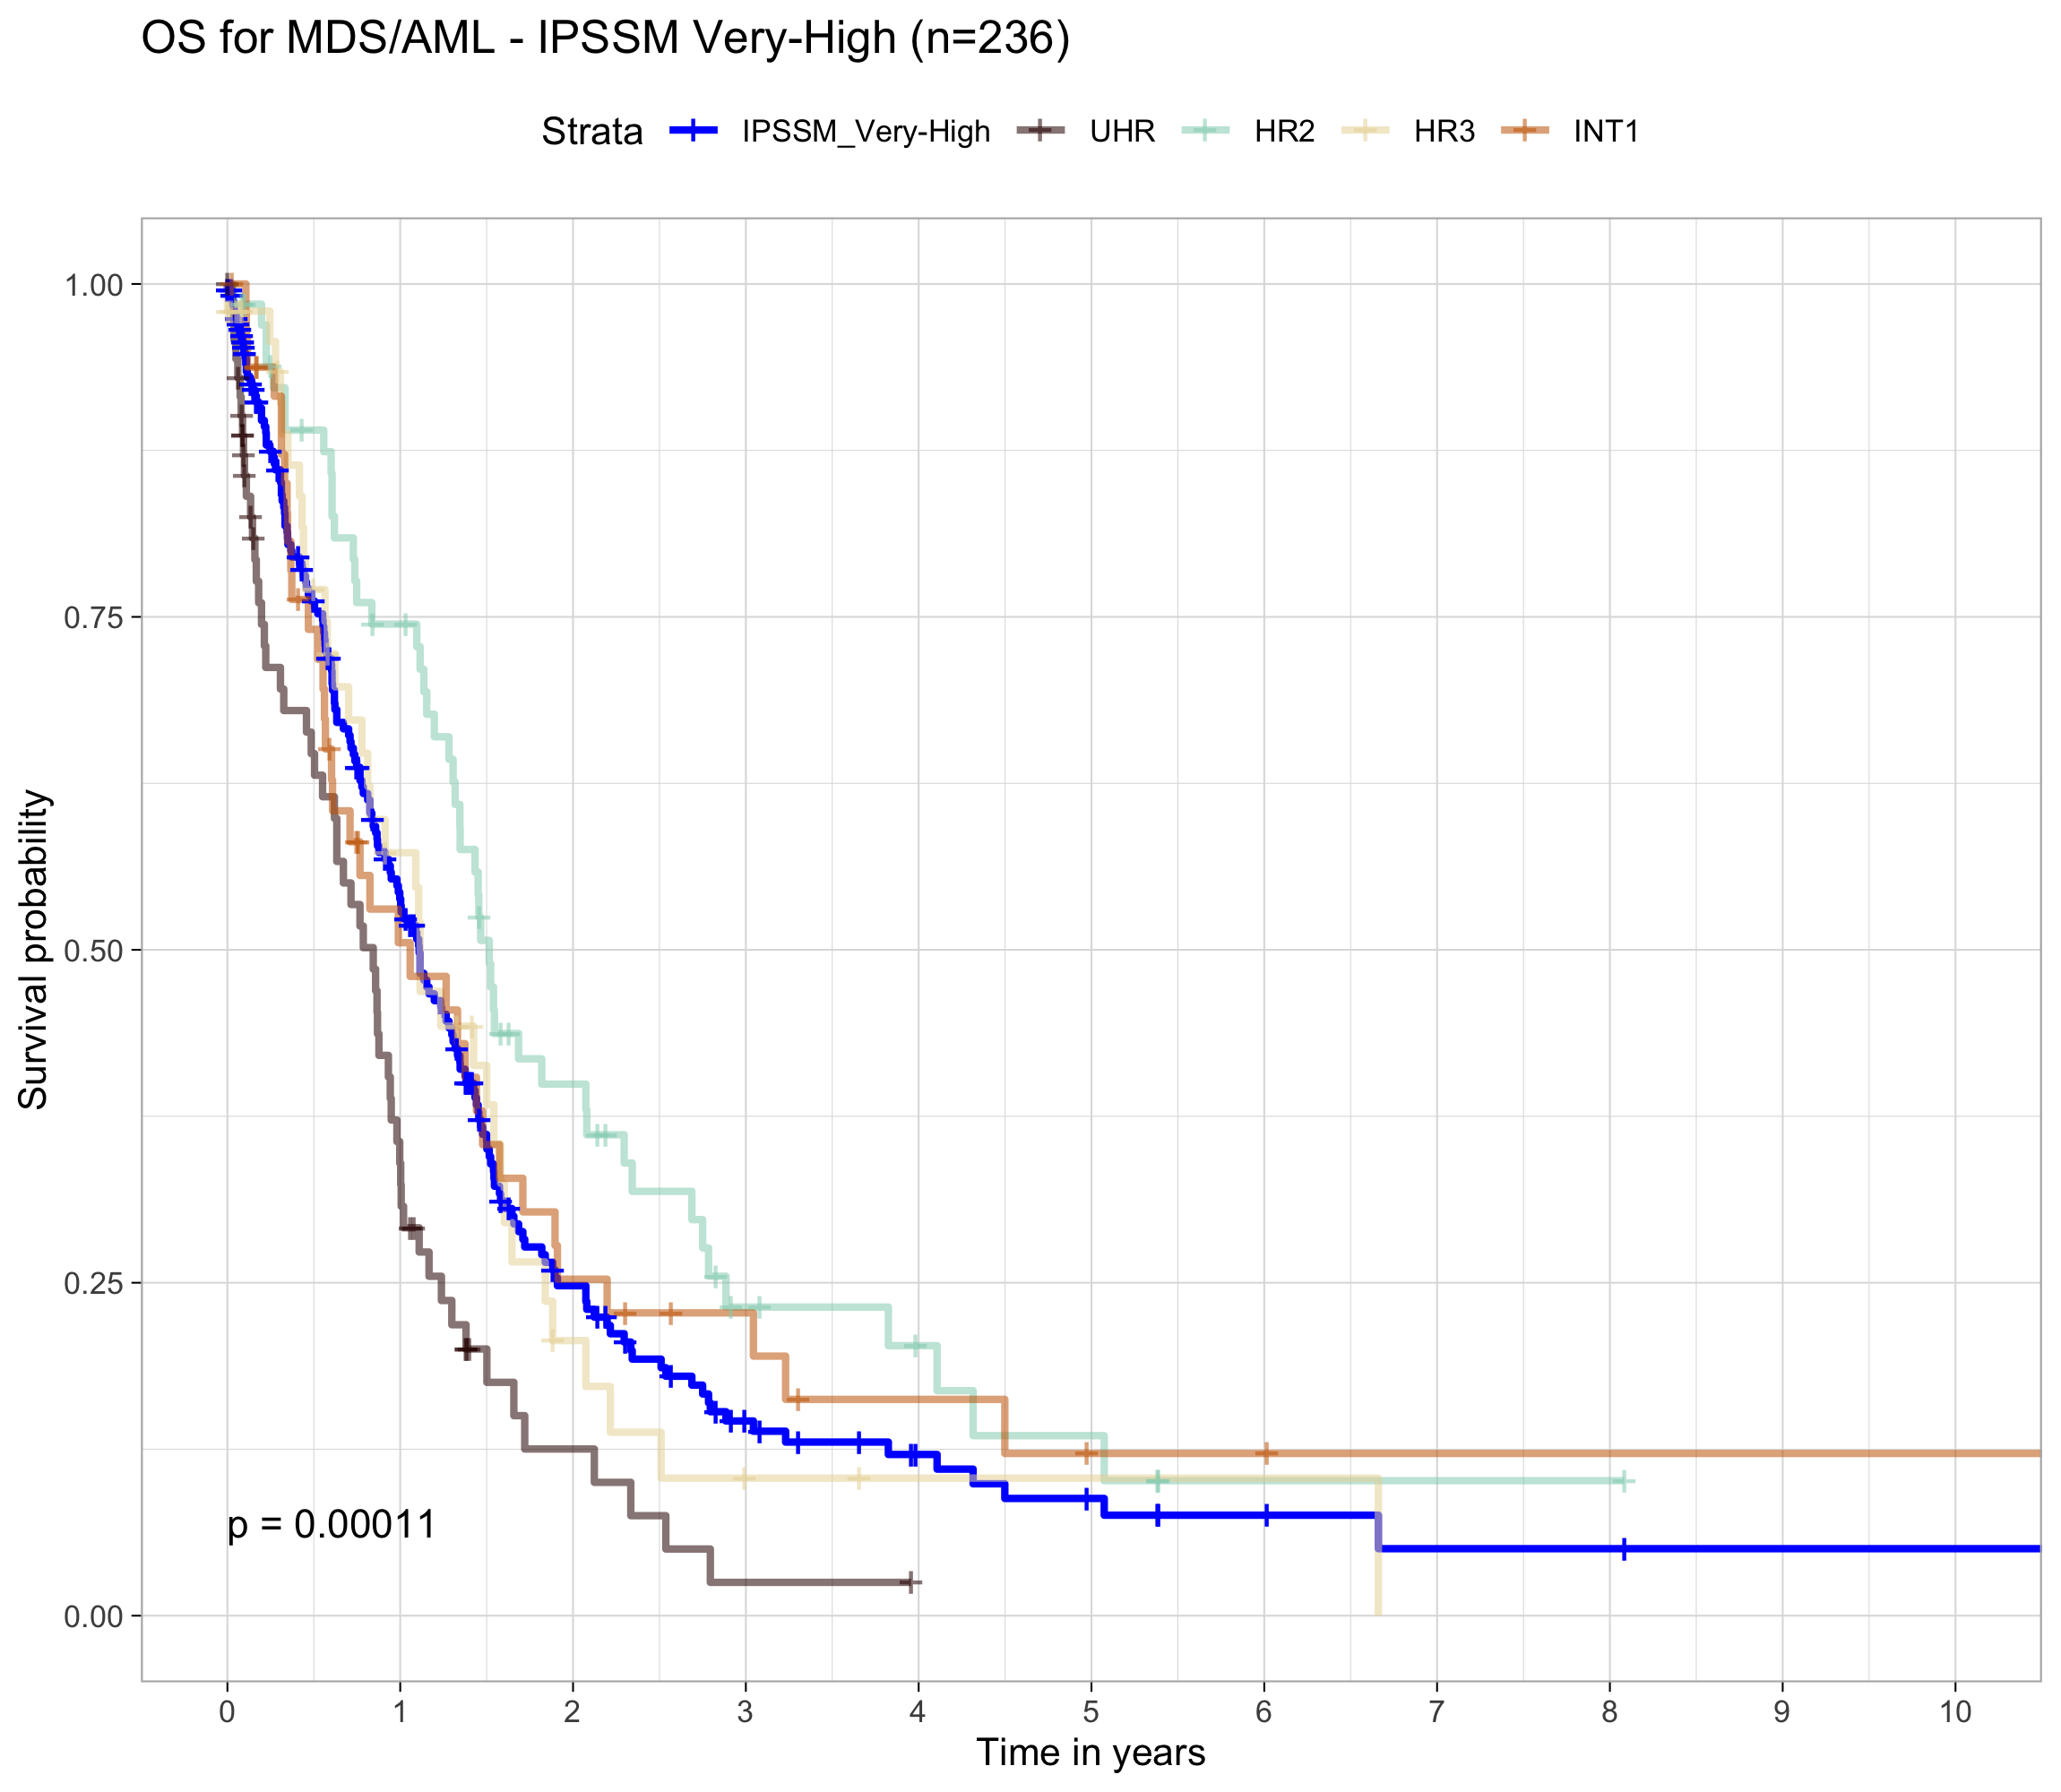 OS for MDS/AML - IPSSM Very-High (n=236)
Strata IPSSM_Very-High UHR HR2 HR3 INT1
Survival probability
1.00
0.75
0.50
0.25
0.00
p = 0.00011
0 1 2 3 4 5 6 7 8 9 10
Time in years